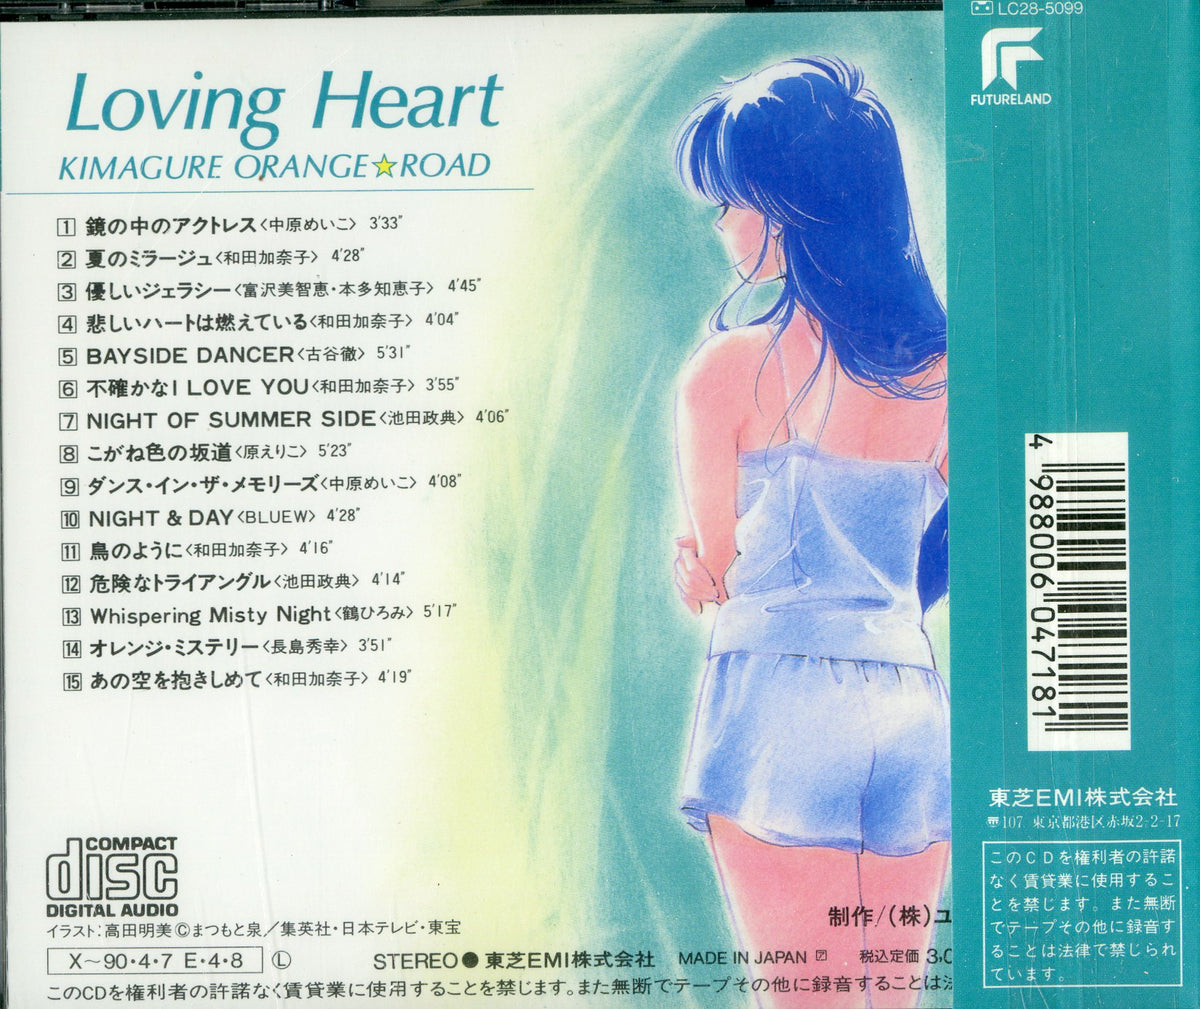 Loving Heart
KIMAGURE ORANGE★ROAD
1 鏡の中のアクトレス〈中原めいこ〉 3'33"
2 夏のミラージュ〈和田加奈子〉 4'28"
3 優しいジェラシー〈富沢美智恵・本多知恵子〉 4'45"
4 悲しいハートは燃えている〈和田加奈子〉 4'04"
5 BAYSIDE DANCER〈古谷徹〉 5'31"
6 不確かなI LOVE YOU〈和田加奈子〉 3'55"
7 NIGHT OF SUMMER SIDE〈池田政典〉 4'06"
8 こがね色の坂道〈原えりこ〉 5'23"
9 ダンス・イン・ザ・メモリーズ〈中原めいこ〉 4'08"
10 NIGHT & DAY〈BLUEW〉 4'28"
11 鳥のように〈和田加奈子〉 4'16"
12 危険なトライアングル〈池田政典〉 4'14"
13 Whispering Misty Night〈鶴ひろみ〉 5'17"
14 オレンジ・ミステリー〈長島秀幸〉 3'51"
15 あの空を抱きしめて〈和田加奈子〉 4'19"
COMPACT
disc
DIGITAL AUDIO
イラスト:高田明美Ⓒまつもと泉／集英社・日本テレビ・東宝
制作/(株)ユ
X〜90・4・7 E・4・8 Ⓛ
STEREO●東芝EMI株式会社 MADE IN JAPAN 税込定価 3,0
このCDを権利者の許諾なく賃貸業に使用することを禁じます。また無断でテープその他に録音することは法
LC28-5099
FUTURELAND
4 988006 047181
東芝EMI株式会社
〒107 東京都港区赤坂2-2-17
このCDを権利者の許諾
なく賃貸業に使用するこ
とを禁じます。また無断
でテープその他に録音す
ることは法律で禁じられ
ています。